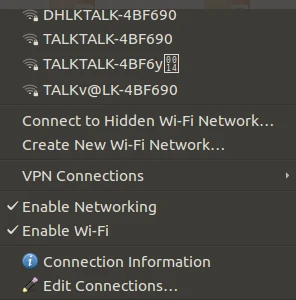 DHLKTALK-4BF690
TALKTALK-4BF690
TALKTALK-4BF6y
TALKv@LK-4BF690
Connect to Hidden Wi-Fi Network...
Create New Wi-Fi Network...
VPN Connections
Enable Networking
Enable Wi-Fi
Connection Information
Edit Connections...